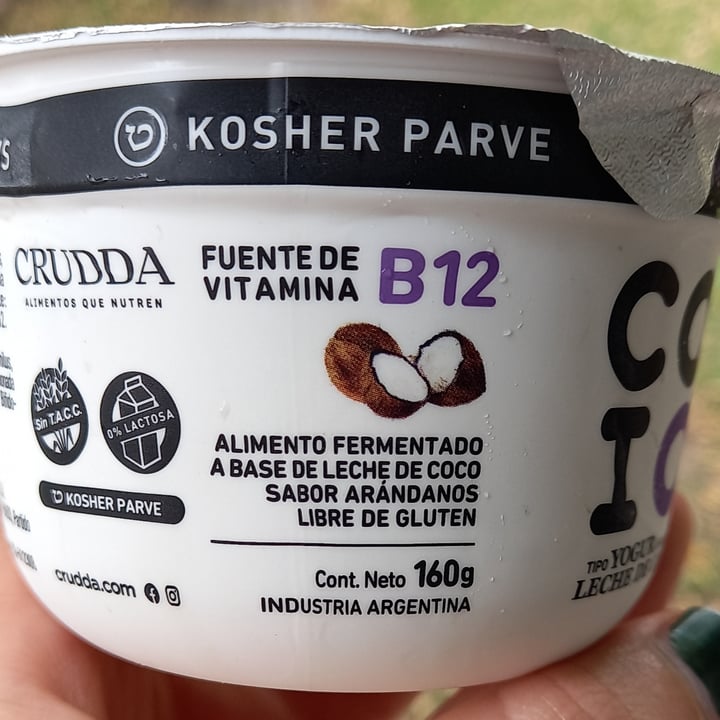 KOSHER PARVE
CRUDDA
ALIMENTOS QUE NUTREN
FUENTE DE
VITAMINA B12
Sin T.A.C.C.
0% LACTOSA
KOSHER PARVE
ALIMENTO FERMENTADO
A BASE DE LECHE DE COCO
SABOR ARÁNDANOS
LIBRE DE GLUTEN
Cont. Neto 160g
INDUSTRIA ARGENTINA
crudda.com
TIPO YOGUR
LECHE